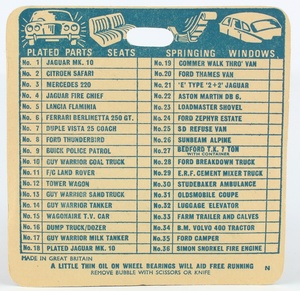 PLATED PARTS SEATS SPRINGING WINDOWS
No. 1 JAGUAR MK. 10
No. 2 CITROEN SAFARI
No. 3 MERCEDES 220
No. 4 JAGUAR FIRE CHIEF
No. 5 LANCIA FLAMINIA
No. 6 FERRARI BERLINETTA 250 GT.
No. 7 DUPLE VISTA 25 COACH
No. 8 FORD THUNDERBIRD
No. 9 BUICK POLICE PATROL
No. 10 GUY WARRIOR COAL TRUCK
No. 11 F/C LAND ROVER
No. 12 TOWER WAGON
No. 13 GUY WARRIOR SAND TRUCK
No. 14 GUY WARRIOR TANKER
No. 15 WAGONAIRE T.V. CAR
No. 16 DUMP TRUCK/DOZER
No. 17 GUY WARRIOR MILK TANKER
No. 18 PLATED JAGUAR MK. 10
No. 19 COMMER WALK THRO' VAN
No. 20 FORD THAMES VAN
No. 21 'E' TYPE '2+2' JAGUAR
No. 22 ASTON MARTIN DB 6.
No. 23 LOADMASTER SHOVEL
No. 24 FORD ZEPHYR ESTATE
No. 25 SD REFUSE VAN
No. 26 SUNBEAM ALPINE
No. 27 BEDFORD T.K. 7 TON
WITH CONTAINER
No. 28 FORD BREAKDOWN TRUCK
No. 29 E.R.F. CEMENT MIXER TRUCK
No. 30 STUDEBAKER AMBULANCE
No. 31 OLDSMOBILE COUPE
No. 32 LUGGAGE ELEVATOR
No. 33 FARM TRAILER AND CALVES
No. 34 B.M. VOLVO 400 TRACTOR
No. 35 FORD CAMPER
No. 36 SIMON SNORKEL FIRE ENGINE
MADE IN GREAT BRITAIN
A LITTLE THIN OIL ON WHEEL BEARINGS WILL AID FREE RUNNING
REMOVE BUBBLE WITH SCISSORS OR KNIFE
N